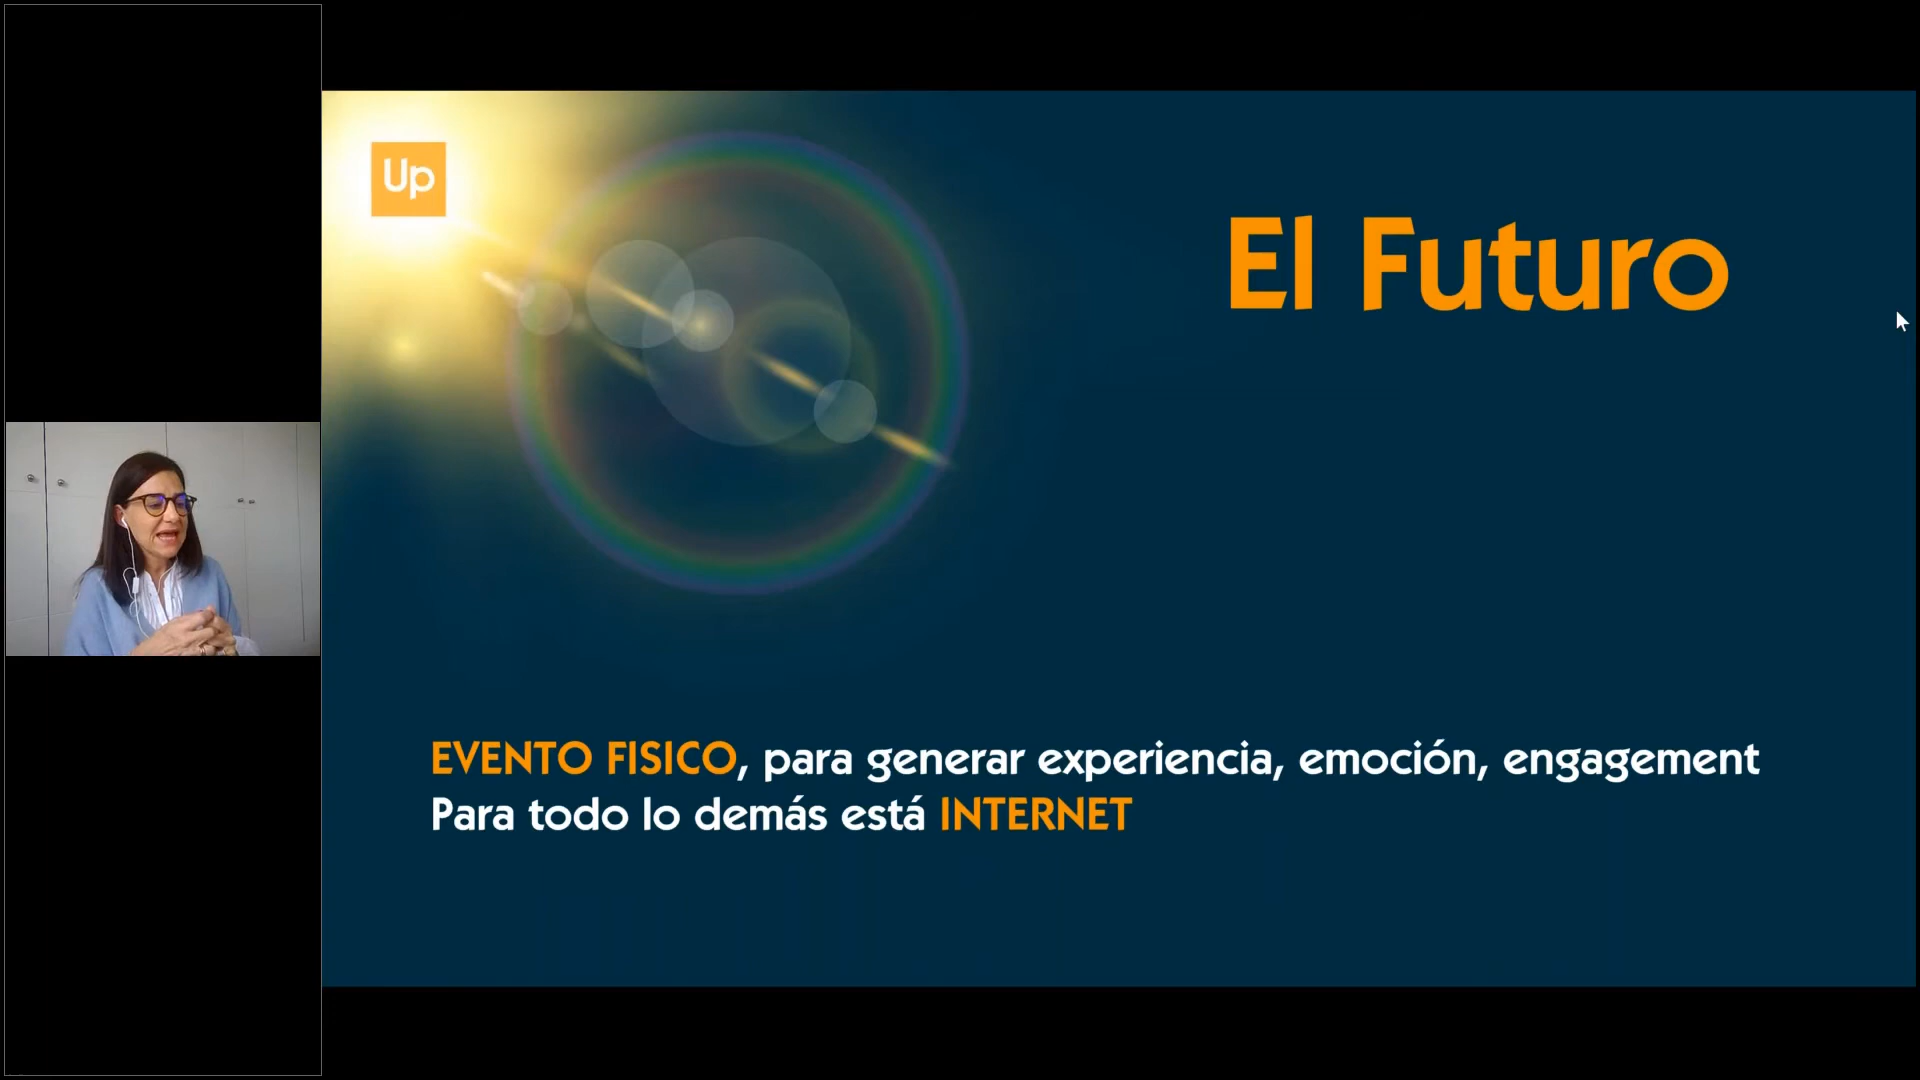 Up
El Futuro
EVENTO FISICO, para generar experiencia, emoción, engagement
Para todo lo demás está INTERNET